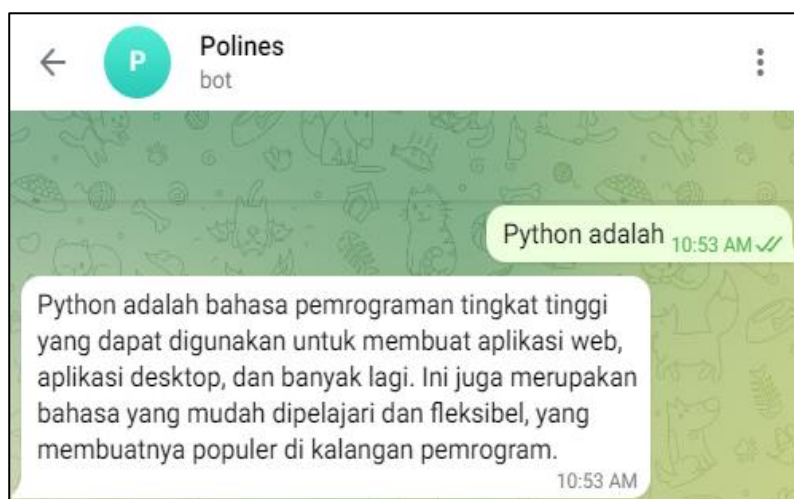 P
Polines
bot
Python adalah 10:53 AM
Python adalah bahasa pemrograman tingkat tinggi
yang dapat digunakan untuk membuat aplikasi web,
aplikasi desktop, dan banyak lagi. Ini juga merupakan
bahasa yang mudah dipelajari dan fleksibel, yang
membuatnya populer di kalangan pemrogram.
10:53 AM